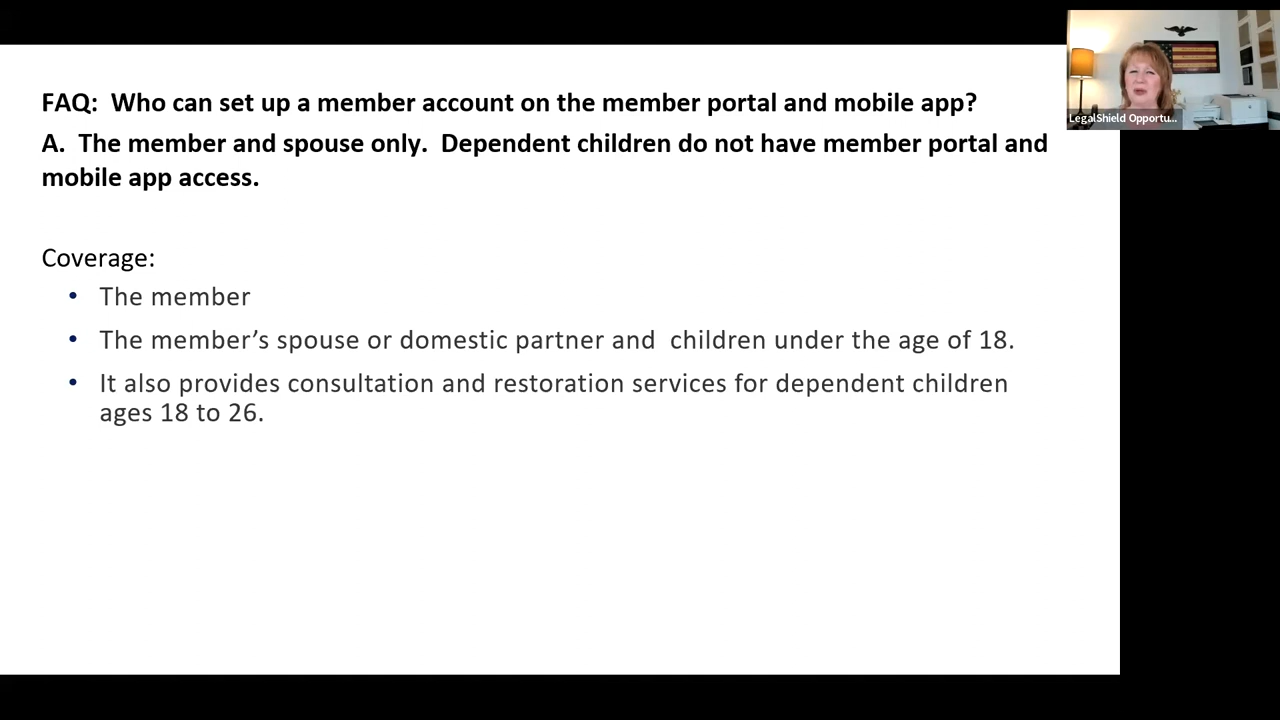 FAQ:  Who can set up a member account on the member portal and mobile app?
A.  The member and spouse only.  Dependent children do not have member portal and
mobile app access.
Coverage:
• The member
• The member’s spouse or domestic partner and  children under the age of 18.
• It also provides consultation and restoration services for dependent children
ages 18 to 26.
LegalShield Opportu...